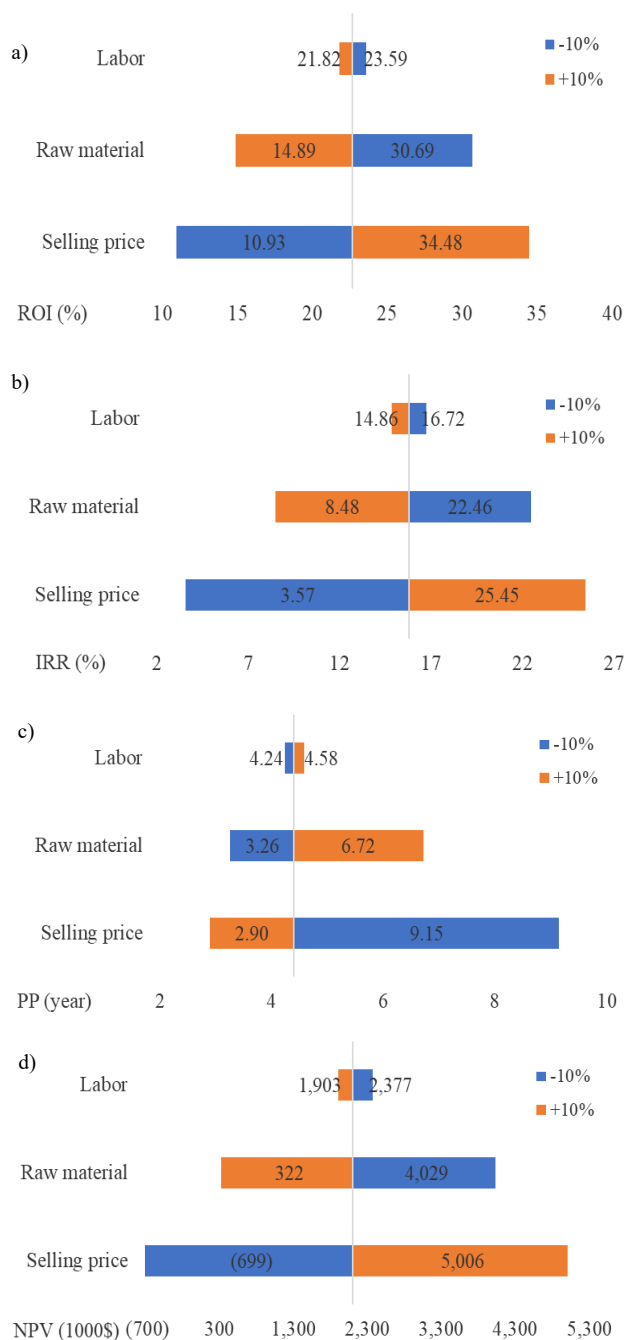 a)
Labor 21.82 23.59
-10%
+10%
Raw material 14.89 30.69
Selling price 10.93 34.48
ROI (%) 10 15 20 25 30 35 40
b)
Labor 14.86 16.72
-10%
+10%
Raw material 8.48 22.46
Selling price 3.57 25.45
IRR (%) 2 7 12 17 22 27
c)
Labor 4.24 4.58
-10%
+10%
Raw material 3.26 6.72
Selling price 2.90 9.15
PP (year) 2 4 6 8 10
d)
Labor 1,903 2,377
-10%
+10%
Raw material 322 4,029
Selling price (699) 5,006
NPV (1000$) (700) 300 1,300 2,300 3,300 4,300 5,300